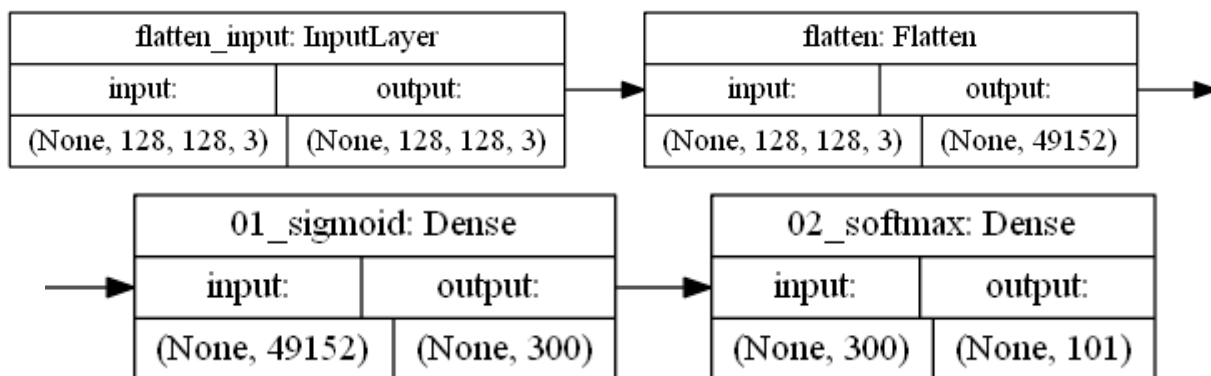 flatten_input: InputLayer
input: output:
(None, 128, 128, 3) (None, 128, 128, 3)
flatten: Flatten
input: output:
(None, 128, 128, 3) (None, 49152)
01_sigmoid: Dense
input: output:
(None, 49152) (None, 300)
02_softmax: Dense
input: output:
(None, 300) (None, 101)